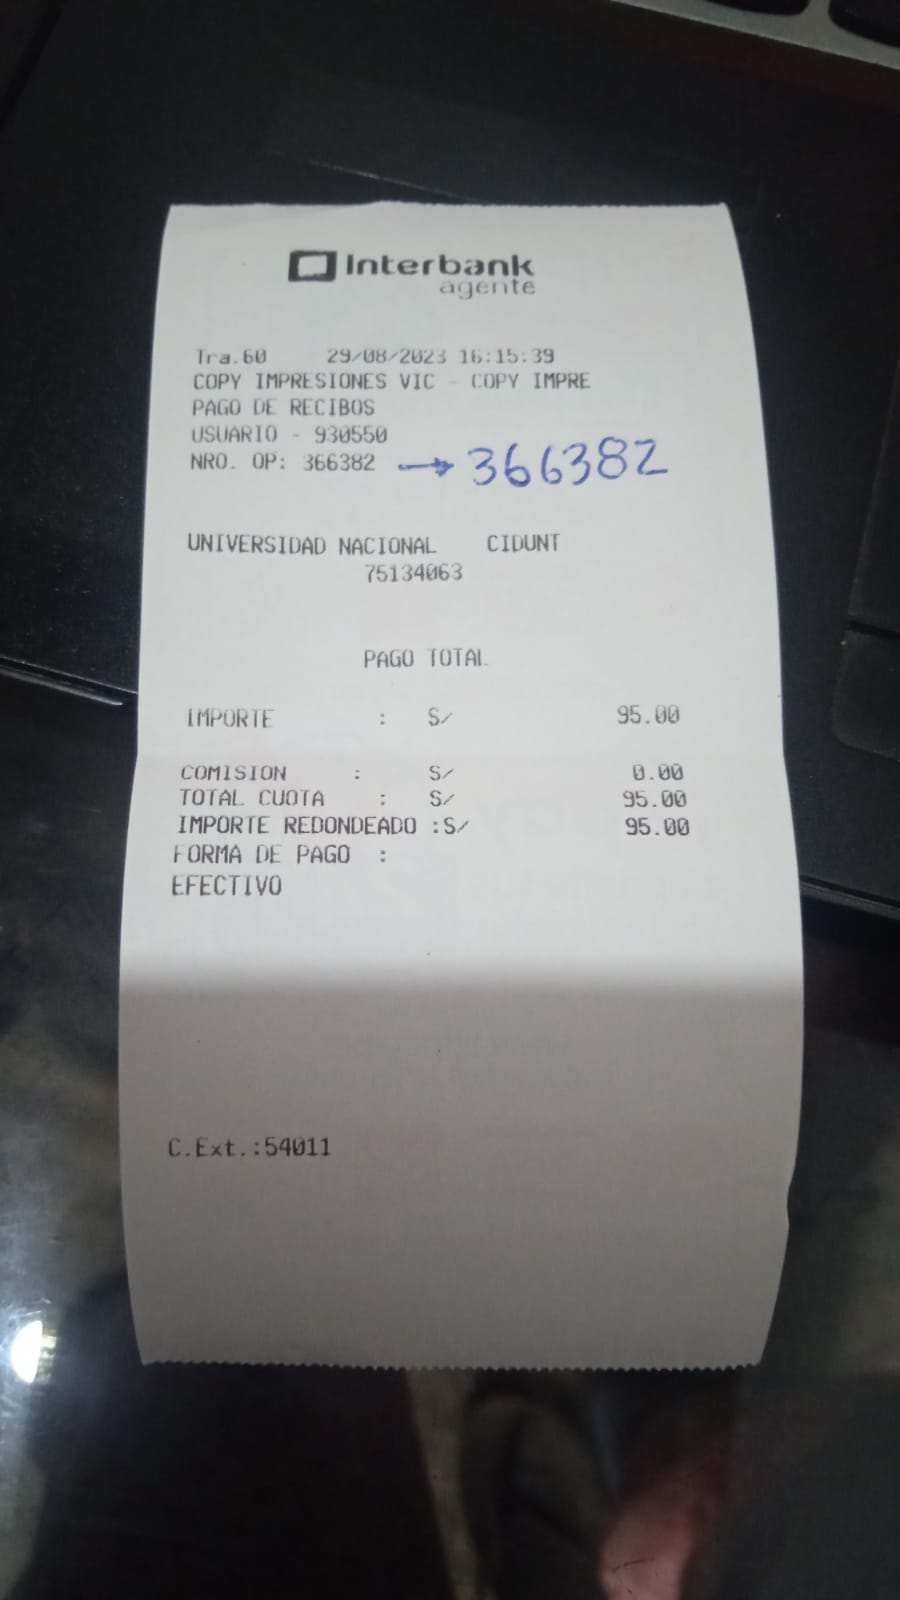 Interbank
agente
Tra.60 29/08/2023 16:15:39
COPY IMPRESIONES VIC - COPY IMPRE
PAGO DE RECIBOS
USUARIO - 930550
NRO. OP: 366382 → 366382
UNIVERSIDAD NACIONAL CIDUNT
75134063
PAGO TOTAL
IMPORTE : S/ 95.00
COMISION : S/ 0.00
TOTAL CUOTA : S/ 95.00
IMPORTE REDONDEADO :S/ 95.00
FORMA DE PAGO :
EFECTIVO
C.Ext.:54011